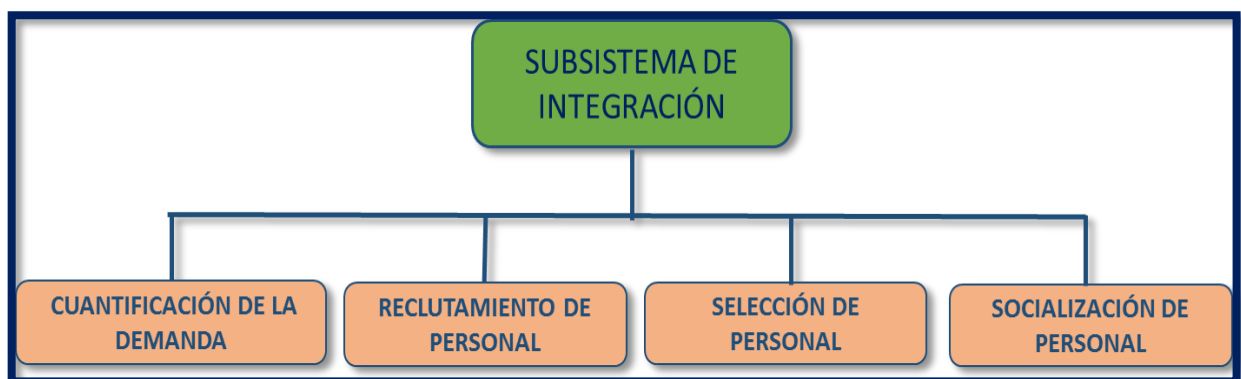 SUBSISTEMA DE
INTEGRACIÓN
CUANTIFICACIÓN DE LA
DEMANDA
RECLUTAMIENTO DE
PERSONAL
SELECCIÓN DE
PERSONAL
SOCIALIZACIÓN DE
PERSONAL